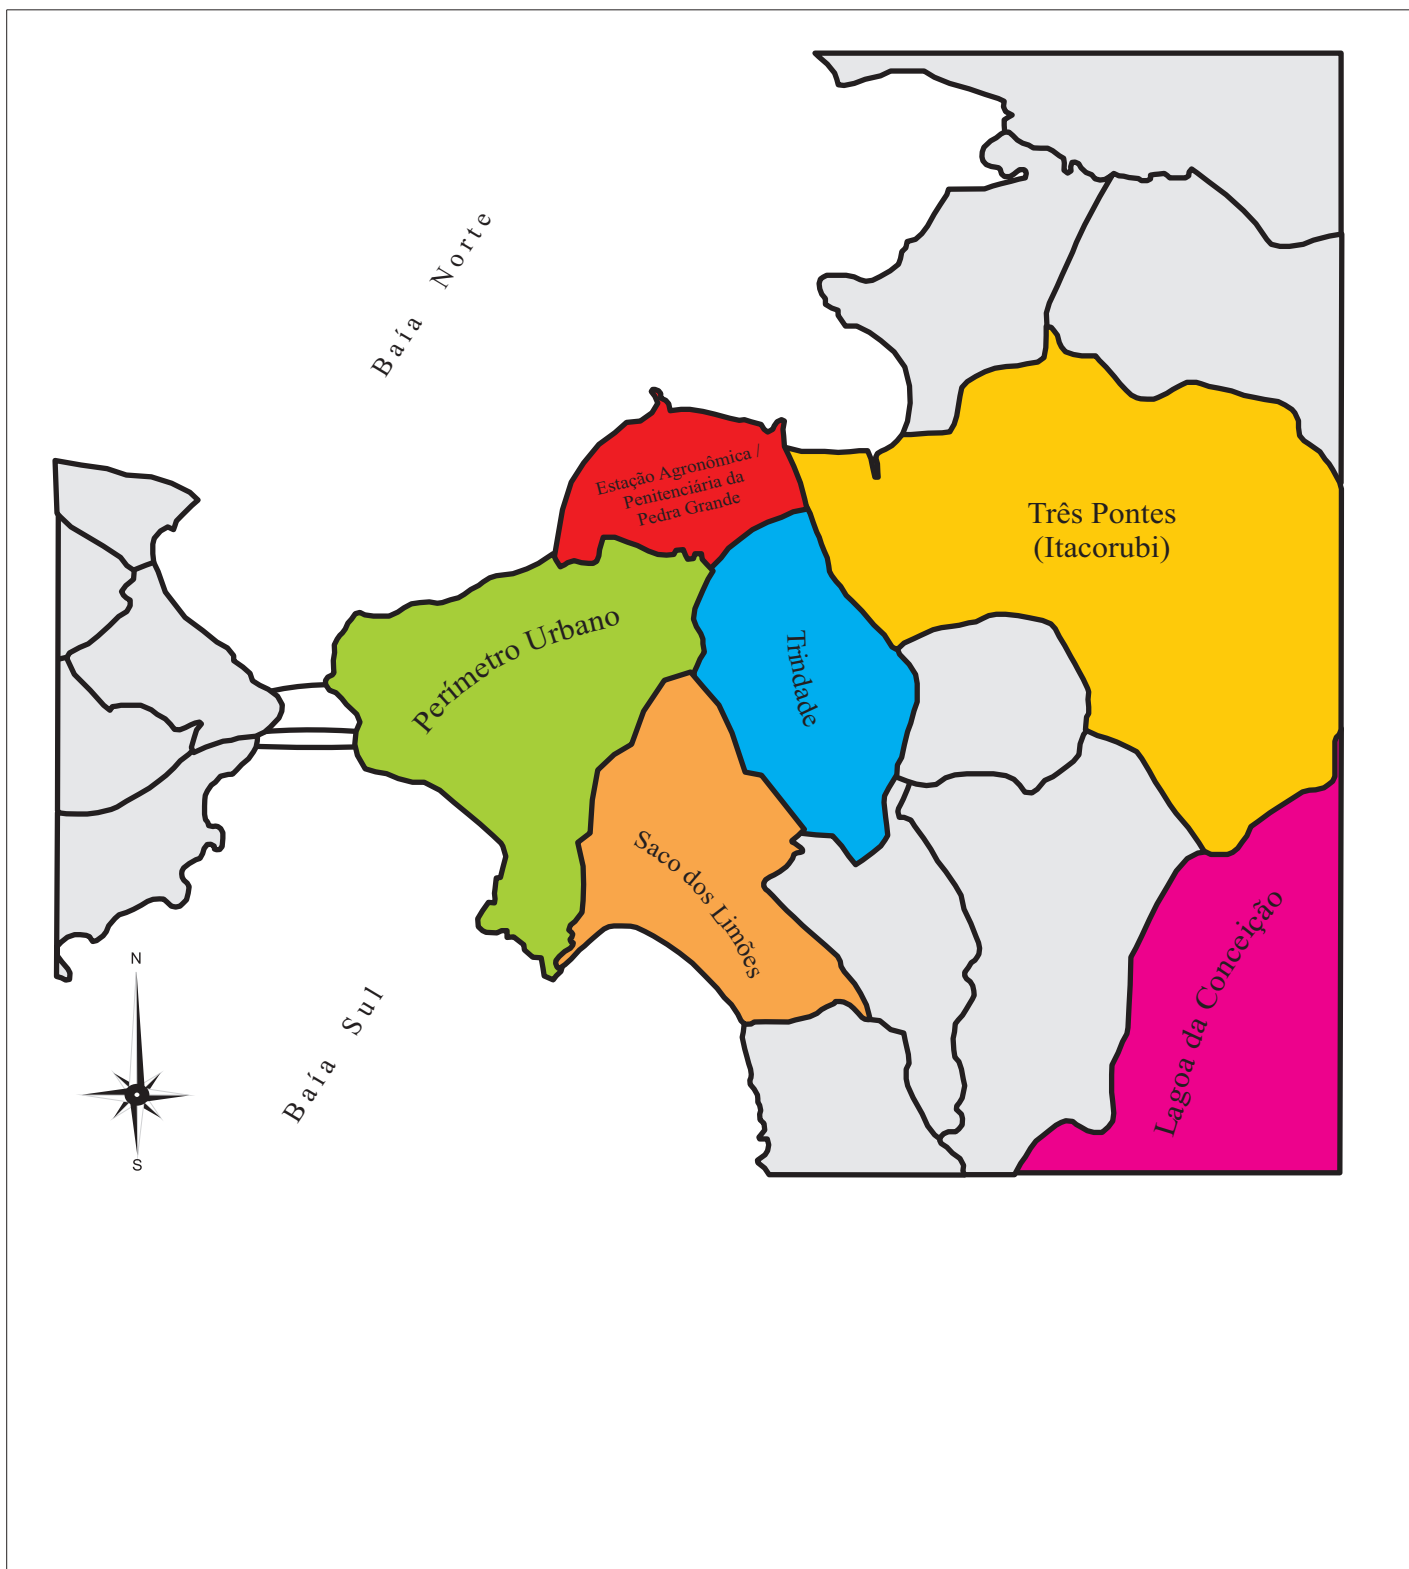 Baía Norte
Estação Agronômica /
Penitenciária da
Pedra Grande
Três Pontes
(Itacorubi)
Perímetro Urbano
Trindade
Saco dos Limões
Lagoa da Conceição
N
Baía Sul
S